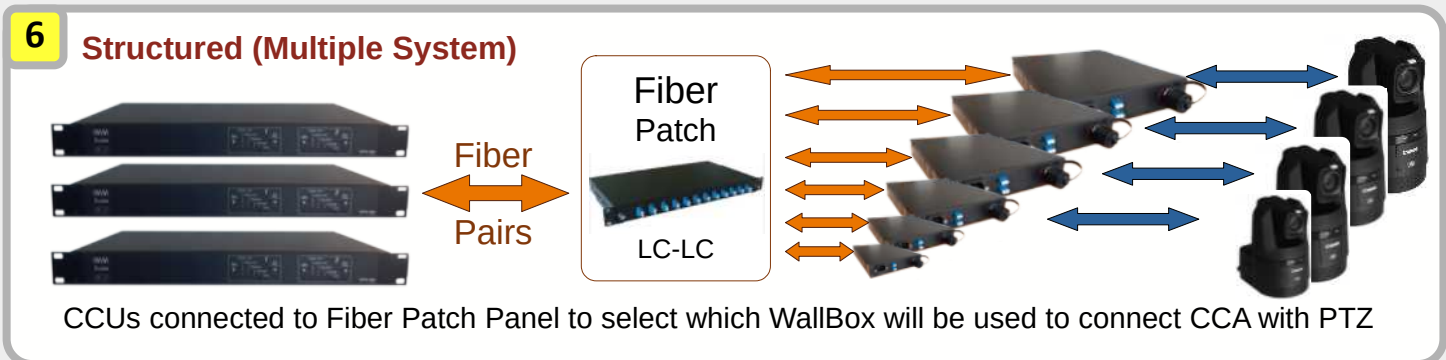 6
Structured (Multiple System)
Fiber
Pairs
Fiber
Patch
LC-LC
CCUs connected to Fiber Patch Panel to select which WallBox will be used to connect CCA with PTZ